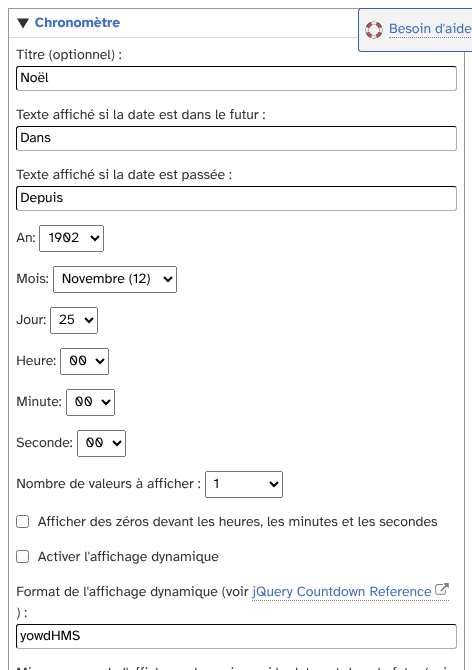 ▼ Chronomètre
Besoin d'aide
Titre (optionnel) :
Noël
Texte affiché si la date est dans le futur :
Dans
Texte affiché si la date est passée :
Depuis
An: 1902
Mois: Novembre (12)
Jour: 25
Heure: 00
Minute: 00
Seconde: 00
Nombre de valeurs à afficher : 1
Afficher des zéros devant les heures, les minutes et les secondes
Activer l'affichage dynamique
Format de l'affichage dynamique (voir jQuery Countdown Reference
) :
yowdHMS